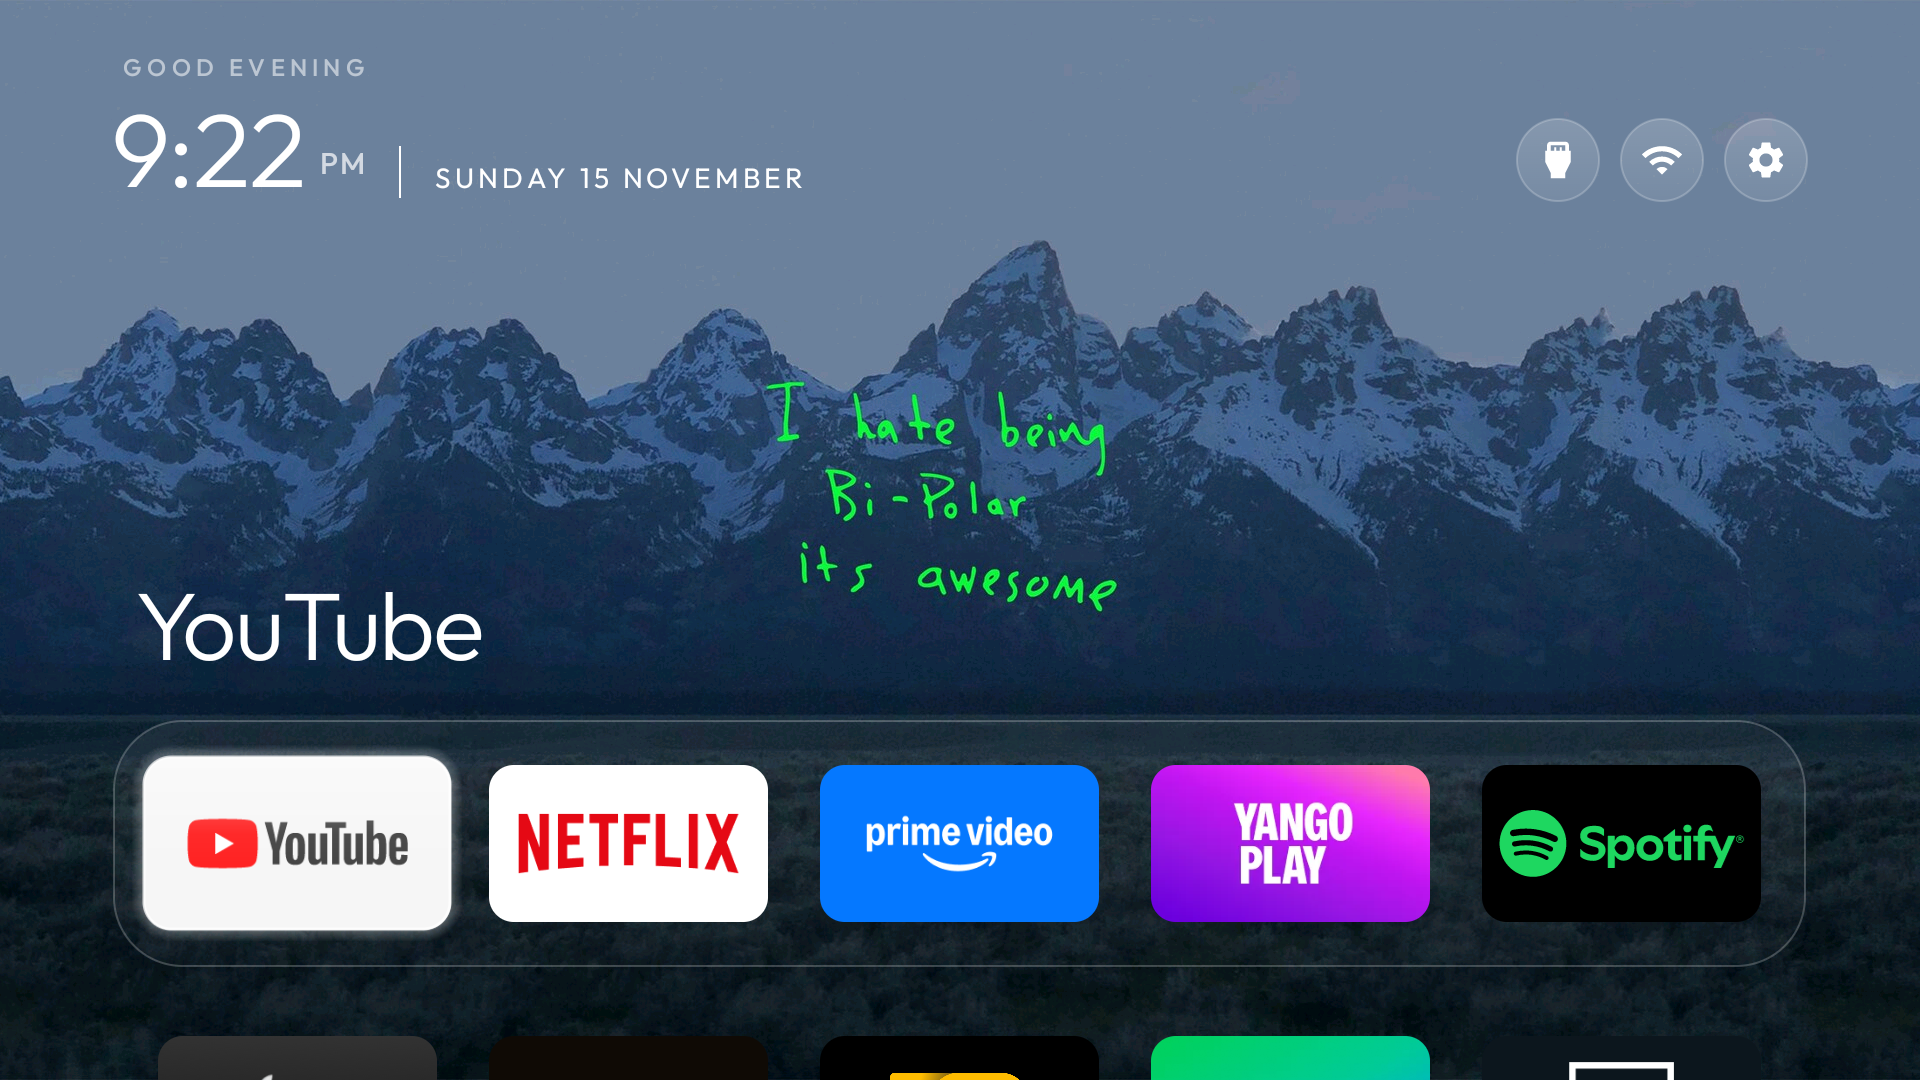 GOOD EVENING
9:22 PM
SUNDAY 15 NOVEMBER
I hate being
Bi-Polar
its awesome
YouTube
YouTube
NETFLIX
prime video
YANGO
PLAY
Spotify®